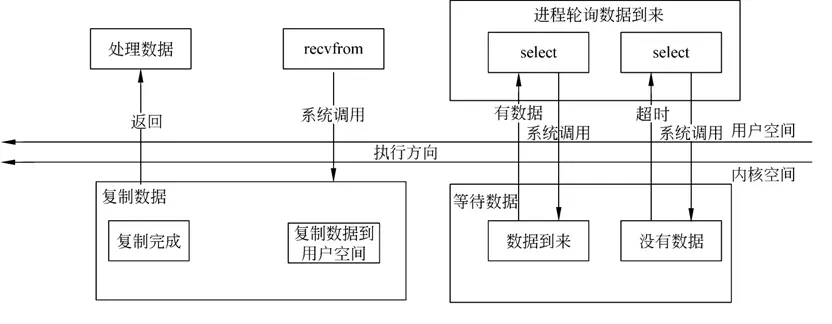 进程轮询数据到来
处理数据
recvfrom
select
select
返回
系统调用
有数据
系统调用
超时
系统调用
用户空间
执行方向
内核空间
复制数据
等待数据
复制完成
复制数据到
用户空间
数据到来
没有数据